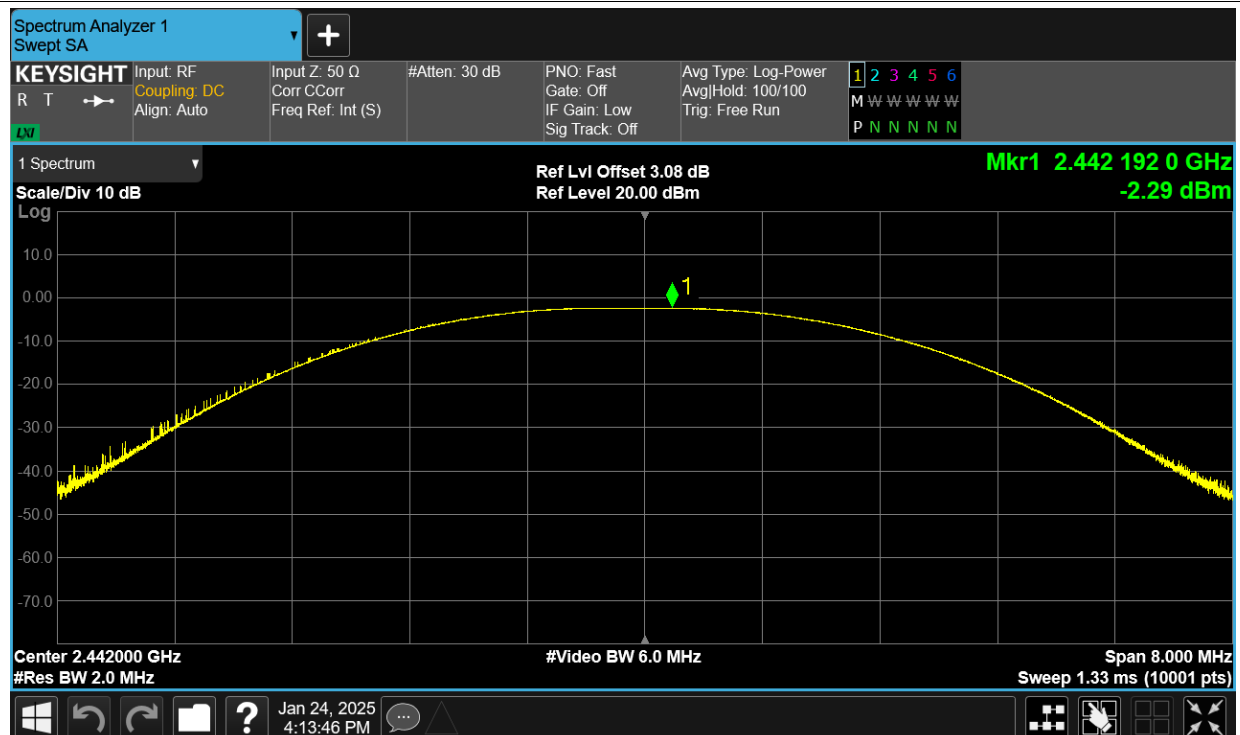 Spectrum Analyzer 1
Swept SA
KEYSIGHT
R T
LXI
Input: RF
Coupling: DC
Align: Auto
Input Z: 50 Ω
Corr CCorr
Freq Ref: Int (S)
#Atten: 30 dB
PNO: Fast
Gate: Off
IF Gain: Low
Sig Track: Off
Avg Type: Log-Power
Avg|Hold: 100/100
Trig: Free Run
1 2 3 4 5 6
M W W W W W
P N N N N N
1 Spectrum
Scale/Div 10 dB
Ref Lvl Offset 3.08 dB
Ref Level 20.00 dBm
Mkr1 2.442 192 0 GHz
-2.29 dBm
Log
10.0
0.00
-10.0
-20.0
-30.0
-40.0
-50.0
-60.0
-70.0
1
Center 2.442000 GHz
#Res BW 2.0 MHz
#Video BW 6.0 MHz
Span 8.000 MHz
Sweep 1.33 ms (10001 pts)
?
Jan 24, 2025
4:13:46 PM